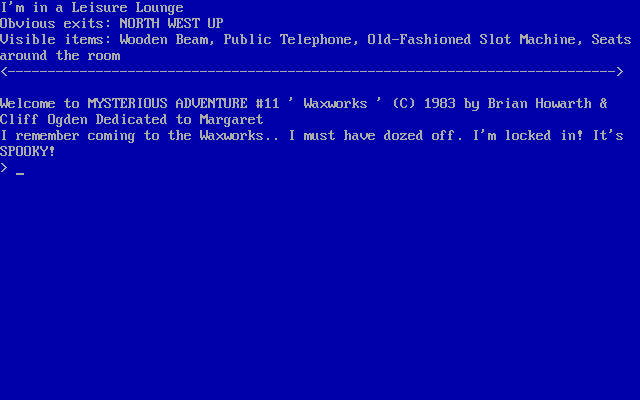 I'm in a Leisure Lounge
Obvious exits: NORTH WEST UP
Visible items: Wooden Beam, Public Telephone, Old-Fashioned Slot Machine, Seats
around the room
<---------------------------------------------------------------------------->
Welcome to MYSTERIOUS ADVENTURE #11 ' Waxworks ' (C) 1983 by Brian Howarth &
Cliff Ogden Dedicated to Margaret
I remember coming to the Waxworks.. I must have dozed off. I'm locked in! It's
SPOOKY!
> _